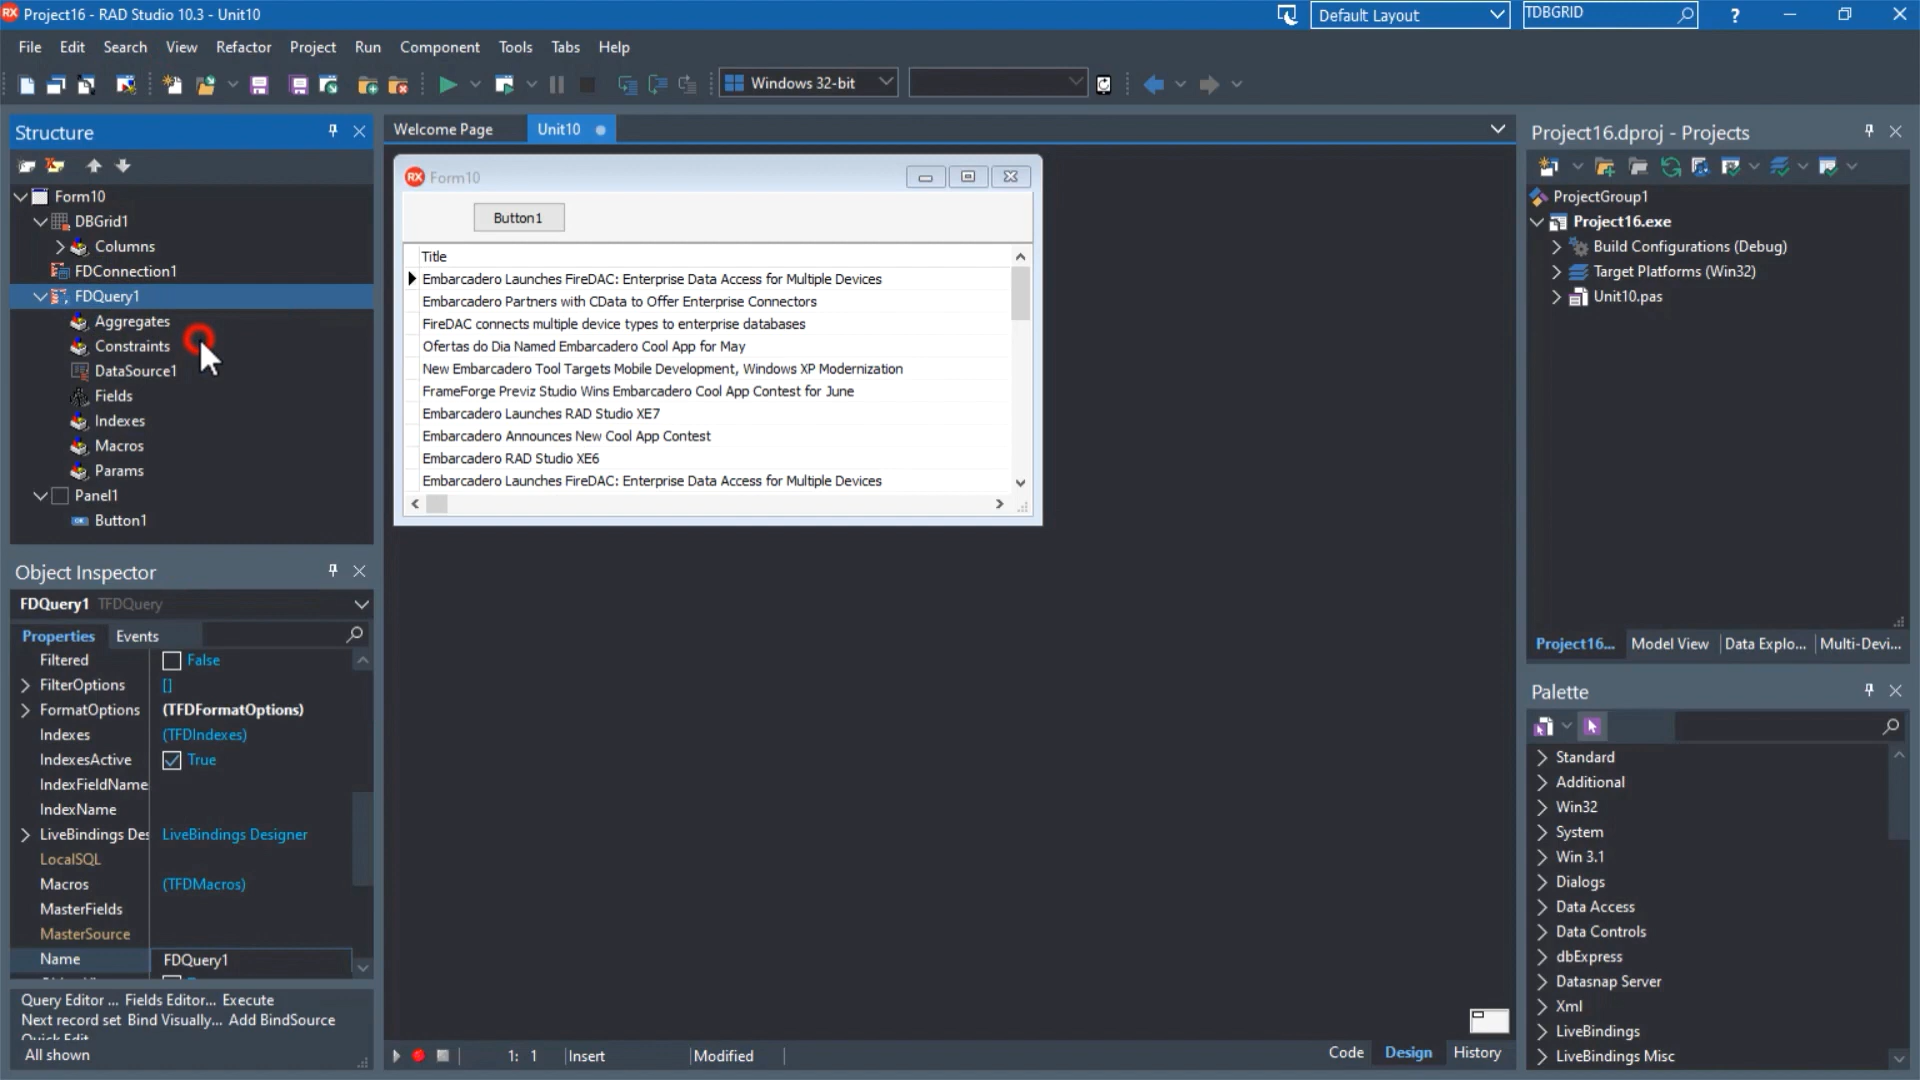 Project16 - RAD Studio 10.3 - Unit10
Default Layout
TDBGRID
?
File Edit Search View Refactor Project Run Component Tools Tabs Help
Windows 32-bit
Structure
Form10
DBGrid1
Columns
FDConnection1
FDQuery1
Aggregates
Constraints
DataSource1
Fields
Indexes
Macros
Params
Panel1
Button1
Object Inspector
FDQuery1 TFDQuery
Properties Events
Filtered False
FilterOptions []
FormatOptions (TFDFormatOptions)
Indexes (TFDIndexes)
IndexesActive True
IndexFieldName
IndexName
LiveBindings Des LiveBindings Designer
LocalSQL
Macros (TFDMacros)
MasterFields
MasterSource
Name FDQuery1
Query Editor ... Fields Editor... Execute
Next record set Bind Visually... Add BindSource
Quick Edit
All shown
Welcome Page Unit10
RX Form10
Button1
Title
Embarcadero Launches FireDAC: Enterprise Data Access for Multiple Devices
Embarcadero Partners with CData to Offer Enterprise Connectors
FireDAC connects multiple device types to enterprise databases
Ofertas do Dia Named Embarcadero Cool App for May
New Embarcadero Tool Targets Mobile Development, Windows XP Modernization
FrameForge Previz Studio Wins Embarcadero Cool App Contest for June
Embarcadero Launches RAD Studio XE7
Embarcadero Announces New Cool App Contest
Embarcadero RAD Studio XE6
Embarcadero Launches FireDAC: Enterprise Data Access for Multiple Devices
1: 1 Insert Modified
Code Design History
Project16.dproj - Projects
ProjectGroup1
Project16.exe
Build Configurations (Debug)
Target Platforms (Win32)
Unit10.pas
Project16... Model View Data Explo... Multi-Devi...
Palette
Standard
Additional
Win32
System
Win 3.1
Dialogs
Data Access
Data Controls
dbExpress
Datasnap Server
Xml
LiveBindings
LiveBindings Misc